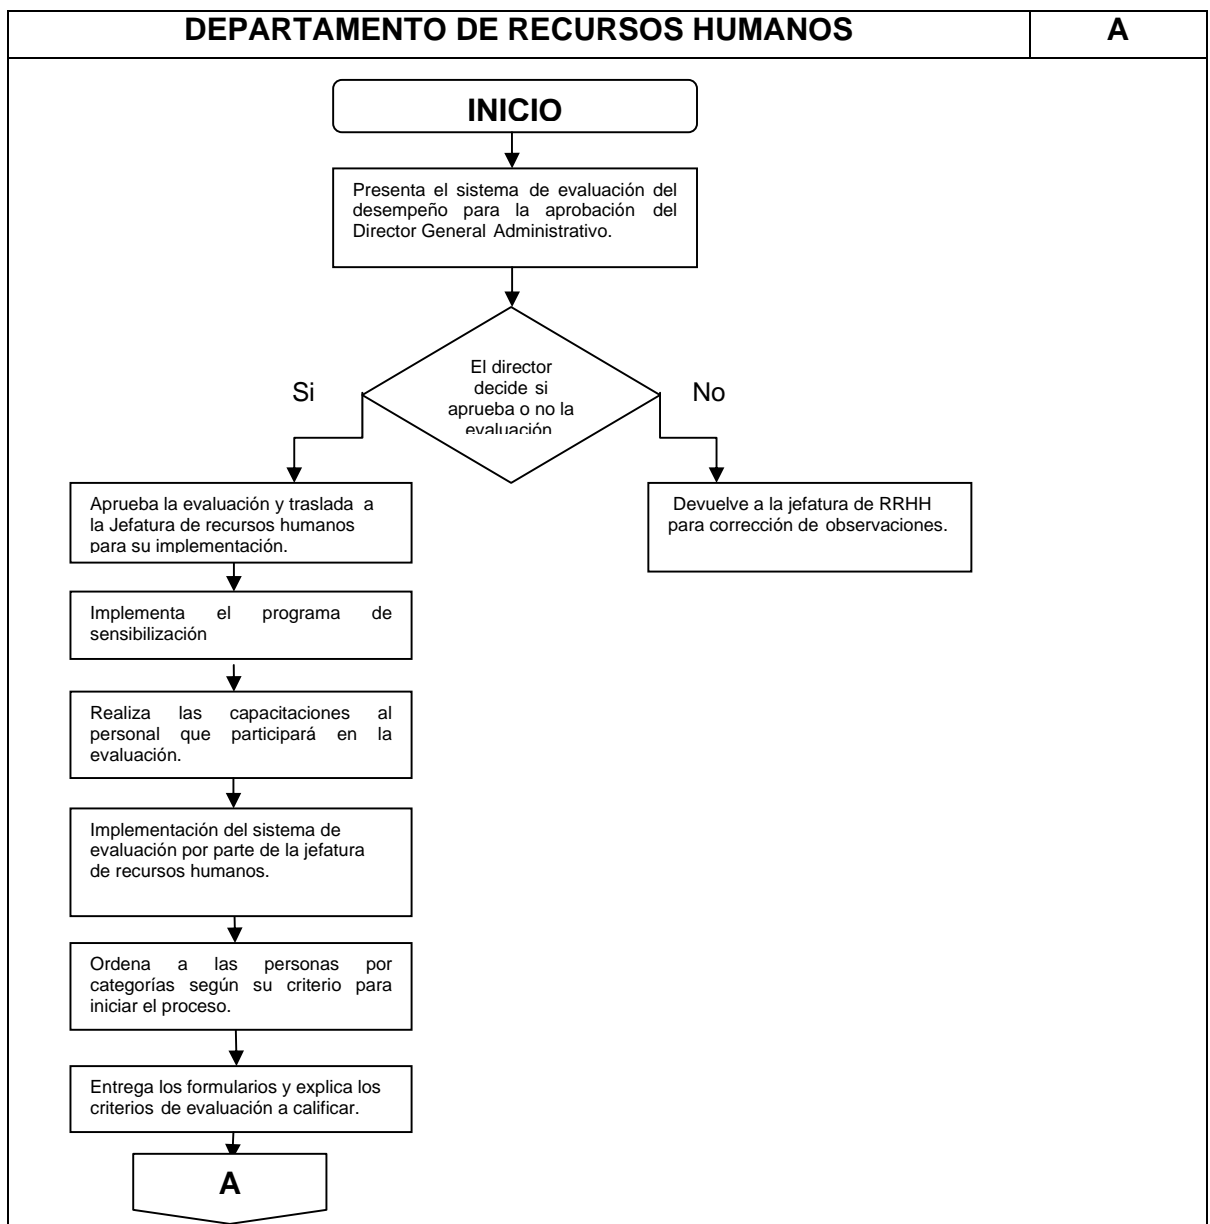 DEPARTAMENTO DE RECURSOS HUMANOS
A
INICIO
Presenta el sistema de evaluación del
desempeño para la aprobación del
Director General Administrativo.
El director
decide si
aprueba o no la
evaluación
Si
No
Aprueba la evaluación y traslada a
la Jefatura de recursos humanos
para su implementación.
Devuelve a la jefatura de RRHH
para corrección de observaciones.
Implementa el programa de
sensibilización
Realiza las capacitaciones al
personal que participará en la
evaluación.
Implementación del sistema de
evaluación por parte de la jefatura
de recursos humanos.
Ordena a las personas por
categorías según su criterio para
iniciar el proceso.
Entrega los formularios y explica los
criterios de evaluación a calificar.
A